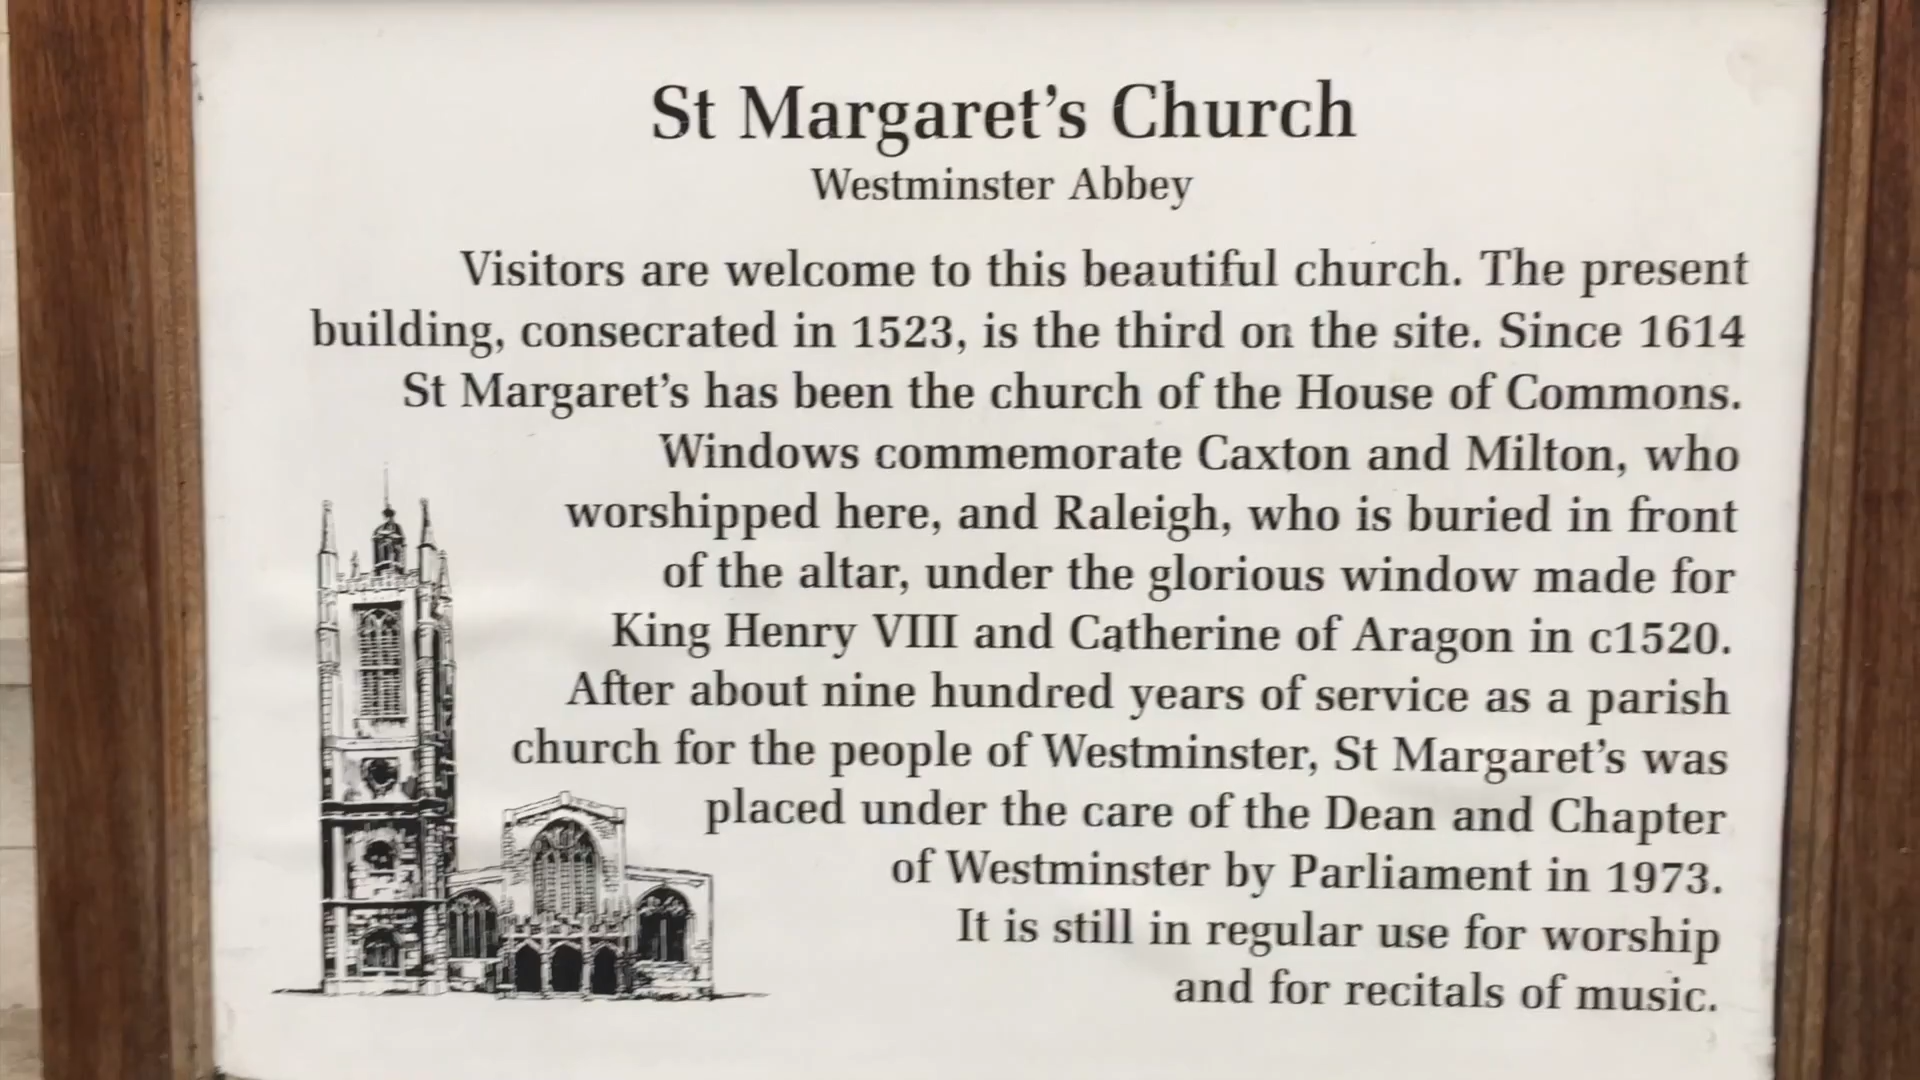 St Margaret's Church
Westminster Abbey
Visitors are welcome to this beautiful church. The present
building, consecrated in 1523, is the third on the site. Since 1614
St Margaret's has been the church of the House of Commons.
Windows commemorate Caxton and Milton, who
worshipped here, and Raleigh, who is buried in front
of the altar, under the glorious window made for
King Henry VIII and Catherine of Aragon in c1520.
After about nine hundred years of service as a parish
church for the people of Westminster, St Margaret's was
placed under the care of the Dean and Chapter
of Westminster by Parliament in 1973.
It is still in regular use for worship
and for recitals of music.